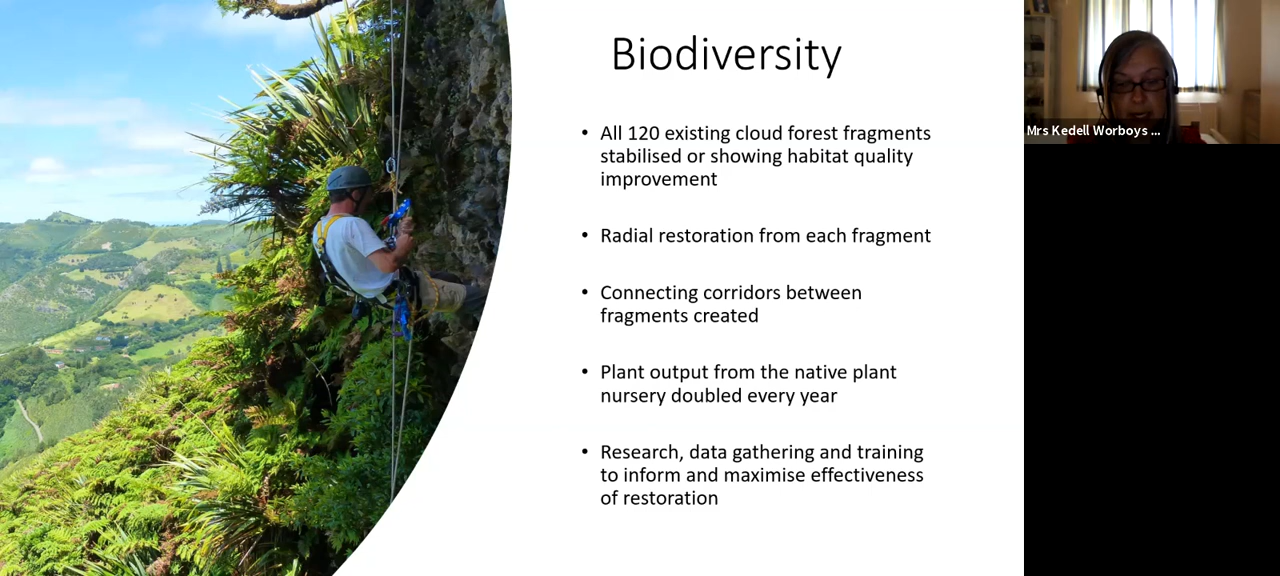 Biodiversity
• All 120 existing cloud forest fragments
stabilised or showing habitat quality
improvement
• Radial restoration from each fragment
• Connecting corridors between
fragments created
• Plant output from the native plant
nursery doubled every year
• Research, data gathering and training
to inform and maximise effectiveness
of restoration
Mrs Kedell Worboys ...